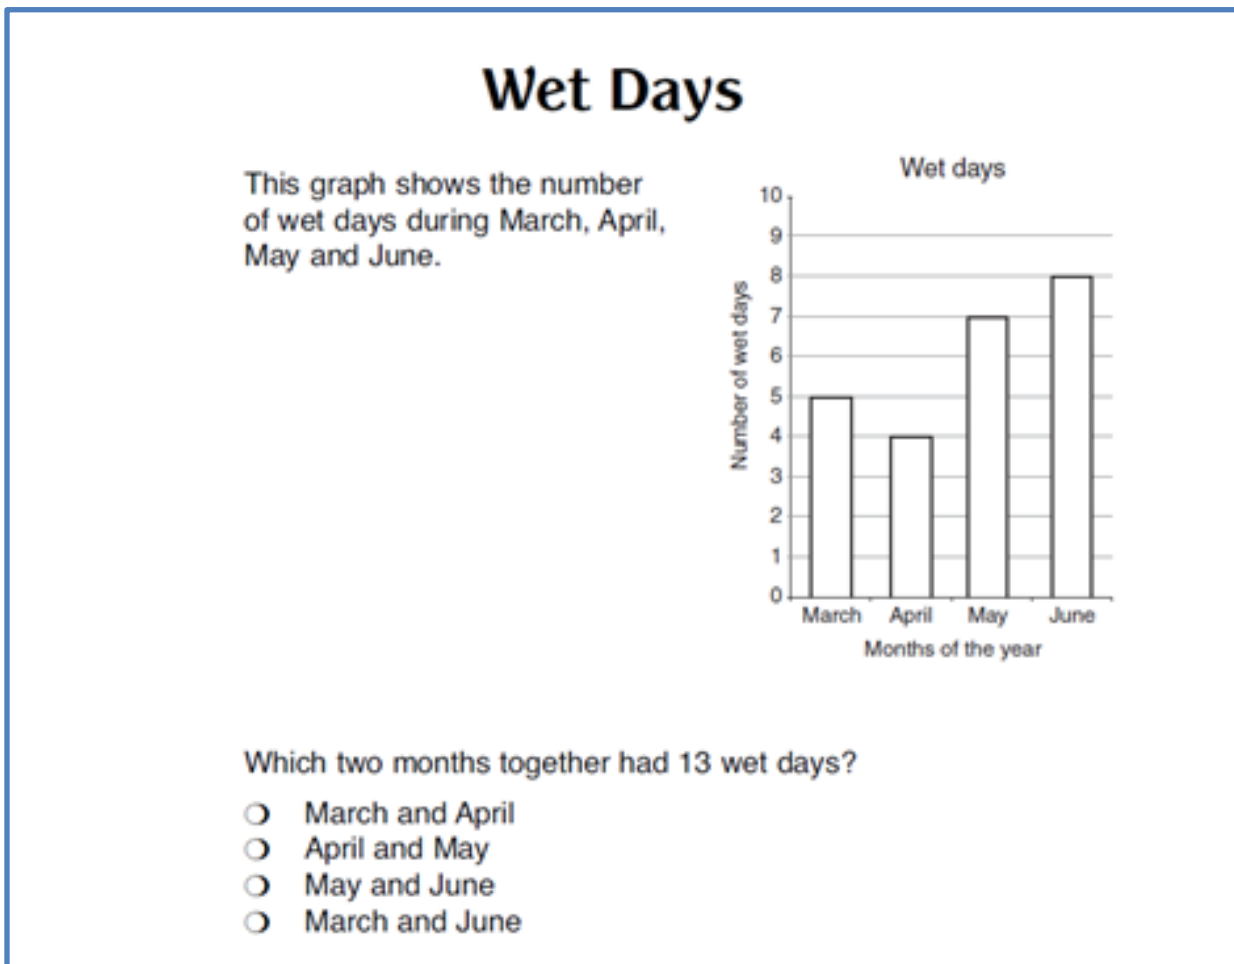 Wet Days
This graph shows the number
of wet days during March, April,
May and June.
Wet days
10
9
8
7
6
5
4
3
2
1
0
Number of wet days
March April May June
Months of the year
Which two months together had 13 wet days?
March and April
April and May
May and June
March and June